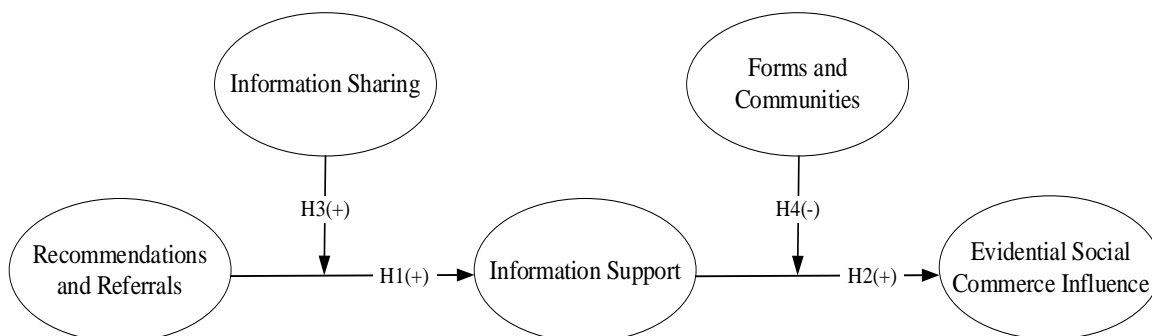 Information Sharing
Forms and
Communities
H3(+)
H4(-)
Recommendations
and Referrals
H1(+)
Information Support
H2(+)
Evidential Social
Commerce Influence